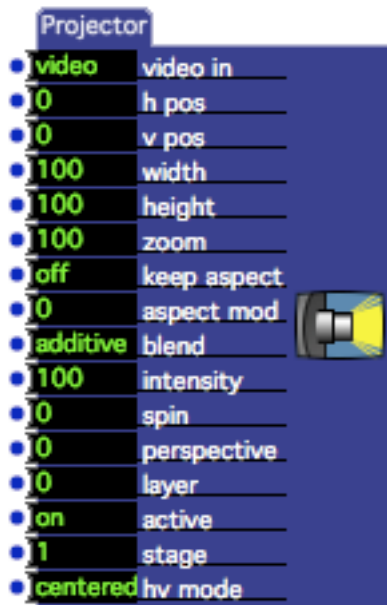 Projector
video video in
0 h pos
0 v pos
100 width
100 height
100 zoom
off keep aspect
0 aspect mod
additive blend
100 intensity
0 spin
0 perspective
0 layer
on active
1 stage
centered hv mode